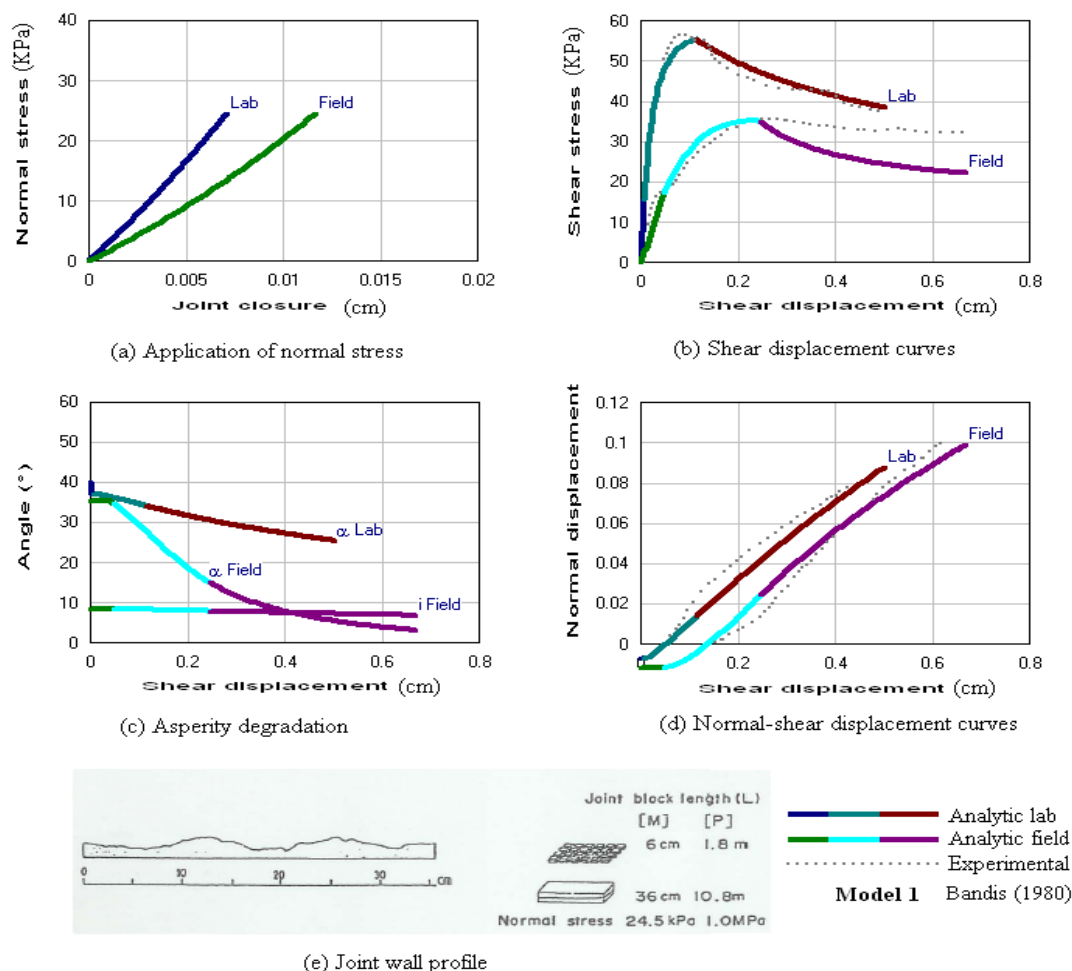 Normal stress (KPa)
40
30
20
10
0
Lab
Field
0
0.005
0.01
0.015
0.02
Joint closure (cm)
(a) Application of normal stress
Shear stress (KPa)
60
50
40
30
20
10
0
Lab
Field
0
0.2
0.4
0.6
0.8
Shear displacement (cm)
(b) Shear displacement curves
Angle (°)
60
50
40
30
20
10
0
α Lab
α Field
i Field
0
0.2
0.4
0.6
0.8
Shear displacement (cm)
(c) Asperity degradation
Normal displacement
0.12
0.1
0.08
0.06
0.04
0.02
0
Lab
Field
0
0.2
0.4
0.6
0.8
Shear displacement (cm)
(d) Normal-shear displacement curves
0
10
20
30
cm
Joint block length (L)
[M] [P]
6cm 1.8 m
36cm 10.8m
Normal stress 24.5kPa 1.0MPa
(e) Joint wall profile
Analytic lab
Analytic field
Experimental
Model 1 Bandis (1980)